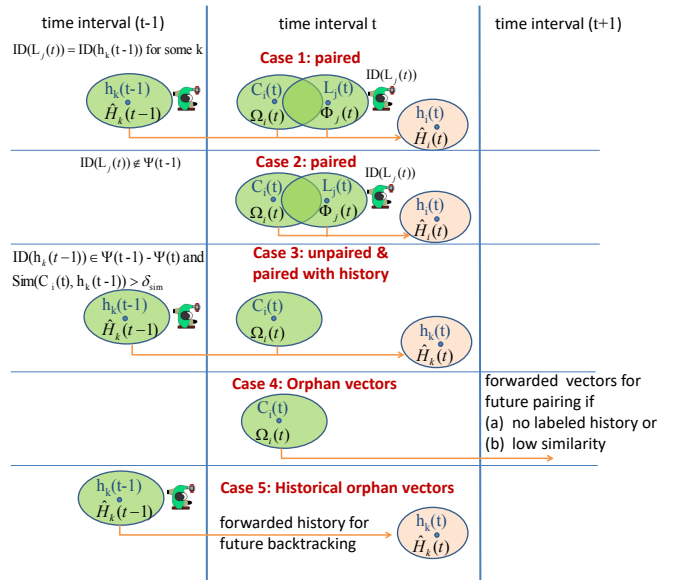 time interval (t-1)
time interval t
time interval (t+1)
ID(L_j(t)) = ID(h_k(t-1)) for some k
Case 1: paired
ID(L_j(t))
h_k(t-1)
Ĥ_k(t-1)
C_i(t)
Ω_i(t)
L_j(t)
Φ_j(t)
h_i(t)
Ĥ_i(t)
ID(L_j(t)) ∉ Ψ(t-1)
Case 2: paired
ID(L_j(t))
C_i(t)
Ω_i(t)
L_j(t)
Φ_j(t)
h_i(t)
Ĥ_i(t)
ID(h_k(t-1)) ∈ Ψ(t-1) - Ψ(t) and
Sim(C_i(t), h_k(t-1)) > δ_sim
Case 3: unpaired &
paired with history
h_k(t-1)
Ĥ_k(t-1)
C_i(t)
Ω_i(t)
h_k(t)
Ĥ_k(t)
Case 4: Orphan vectors
C_i(t)
Ω_i(t)
forwarded vectors for
future pairing if
(a) no labeled history or
(b) low similarity
h_k(t-1)
Ĥ_k(t-1)
Case 5: Historical orphan vectors
forwarded history for
future backtracking
h_k(t)
Ĥ_k(t)